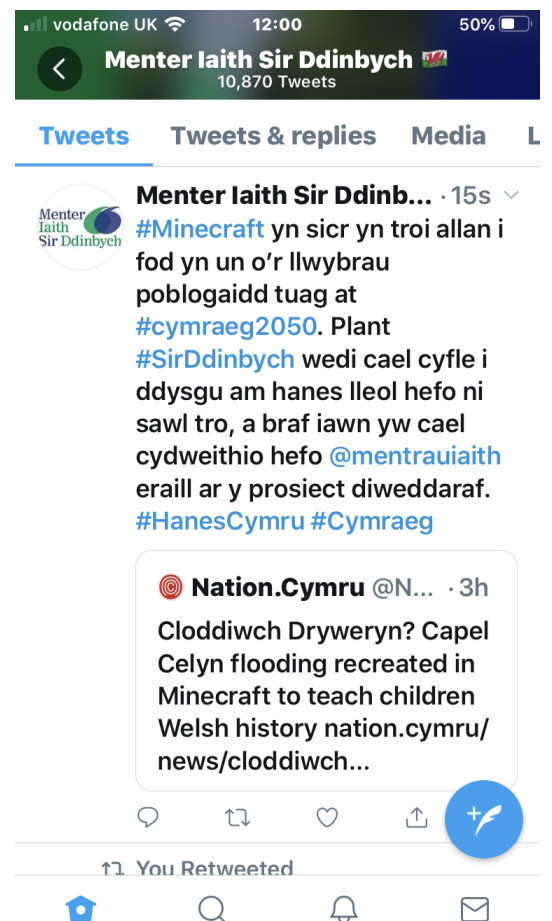 vodafone UK 12:00 50%
Menter Iaith Sir Ddinbych
10,870 Tweets
Tweets Tweets & replies Media L
Menter
Iaith
Sir Ddinbych
Menter Iaith Sir Ddinb... · 15s
#Minecraft yn sicr yn troi allan i
fod yn un o’r llwybrau
poblogaidd tuag at
#cymraeg2050. Plant
#SirDdinbych wedi cael cyfle i
ddysgu am hanes lleol hefo ni
sawl tro, a braf iawn yw cael
cydweithio hefo @mentrauiaith
eraill ar y prosiect diweddaraf.
#HanesCymru #Cymraeg
Nation.Cymru @N... · 3h
Cloddiwch Dryweryn? Capel
Celyn flooding recreated in
Minecraft to teach children
Welsh history nation.cymru/
news/cloddiwch...
You Retweeted